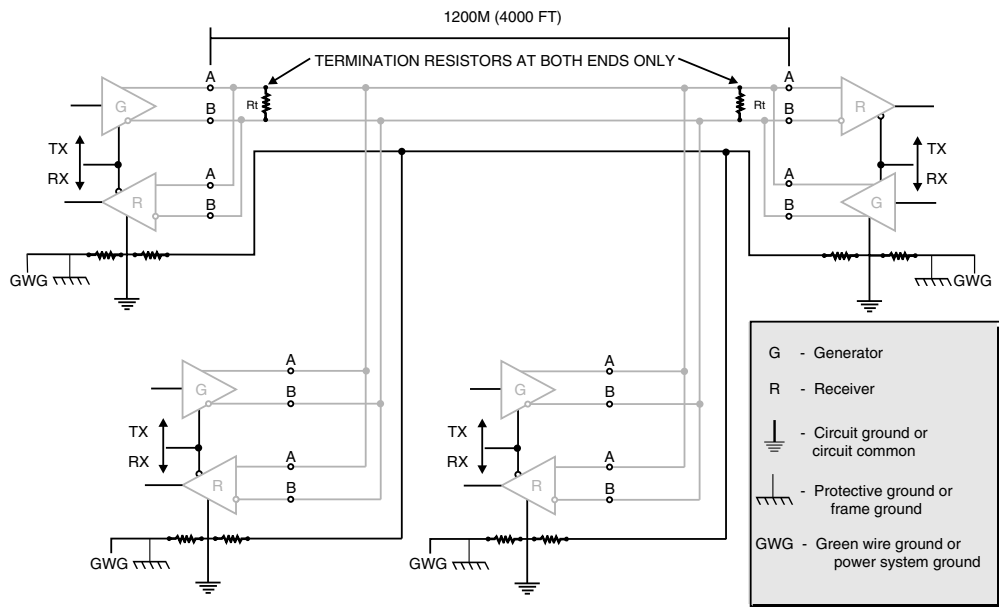 1200M (4000 FT)
TERMINATION RESISTORS AT BOTH ENDS ONLY
A
A
G
Rt
Rt
R
B
B
TX
TX
RX
RX
A
A
R
G
B
B
GWG
GWG
A
A
G
G
B
B
TX
TX
RX
RX
A
A
R
R
B
B
GWG
GWG
G - Generator
R - Receiver
- Circuit ground or
circuit common
- Protective ground or
frame ground
GWG - Green wire ground or
power system ground